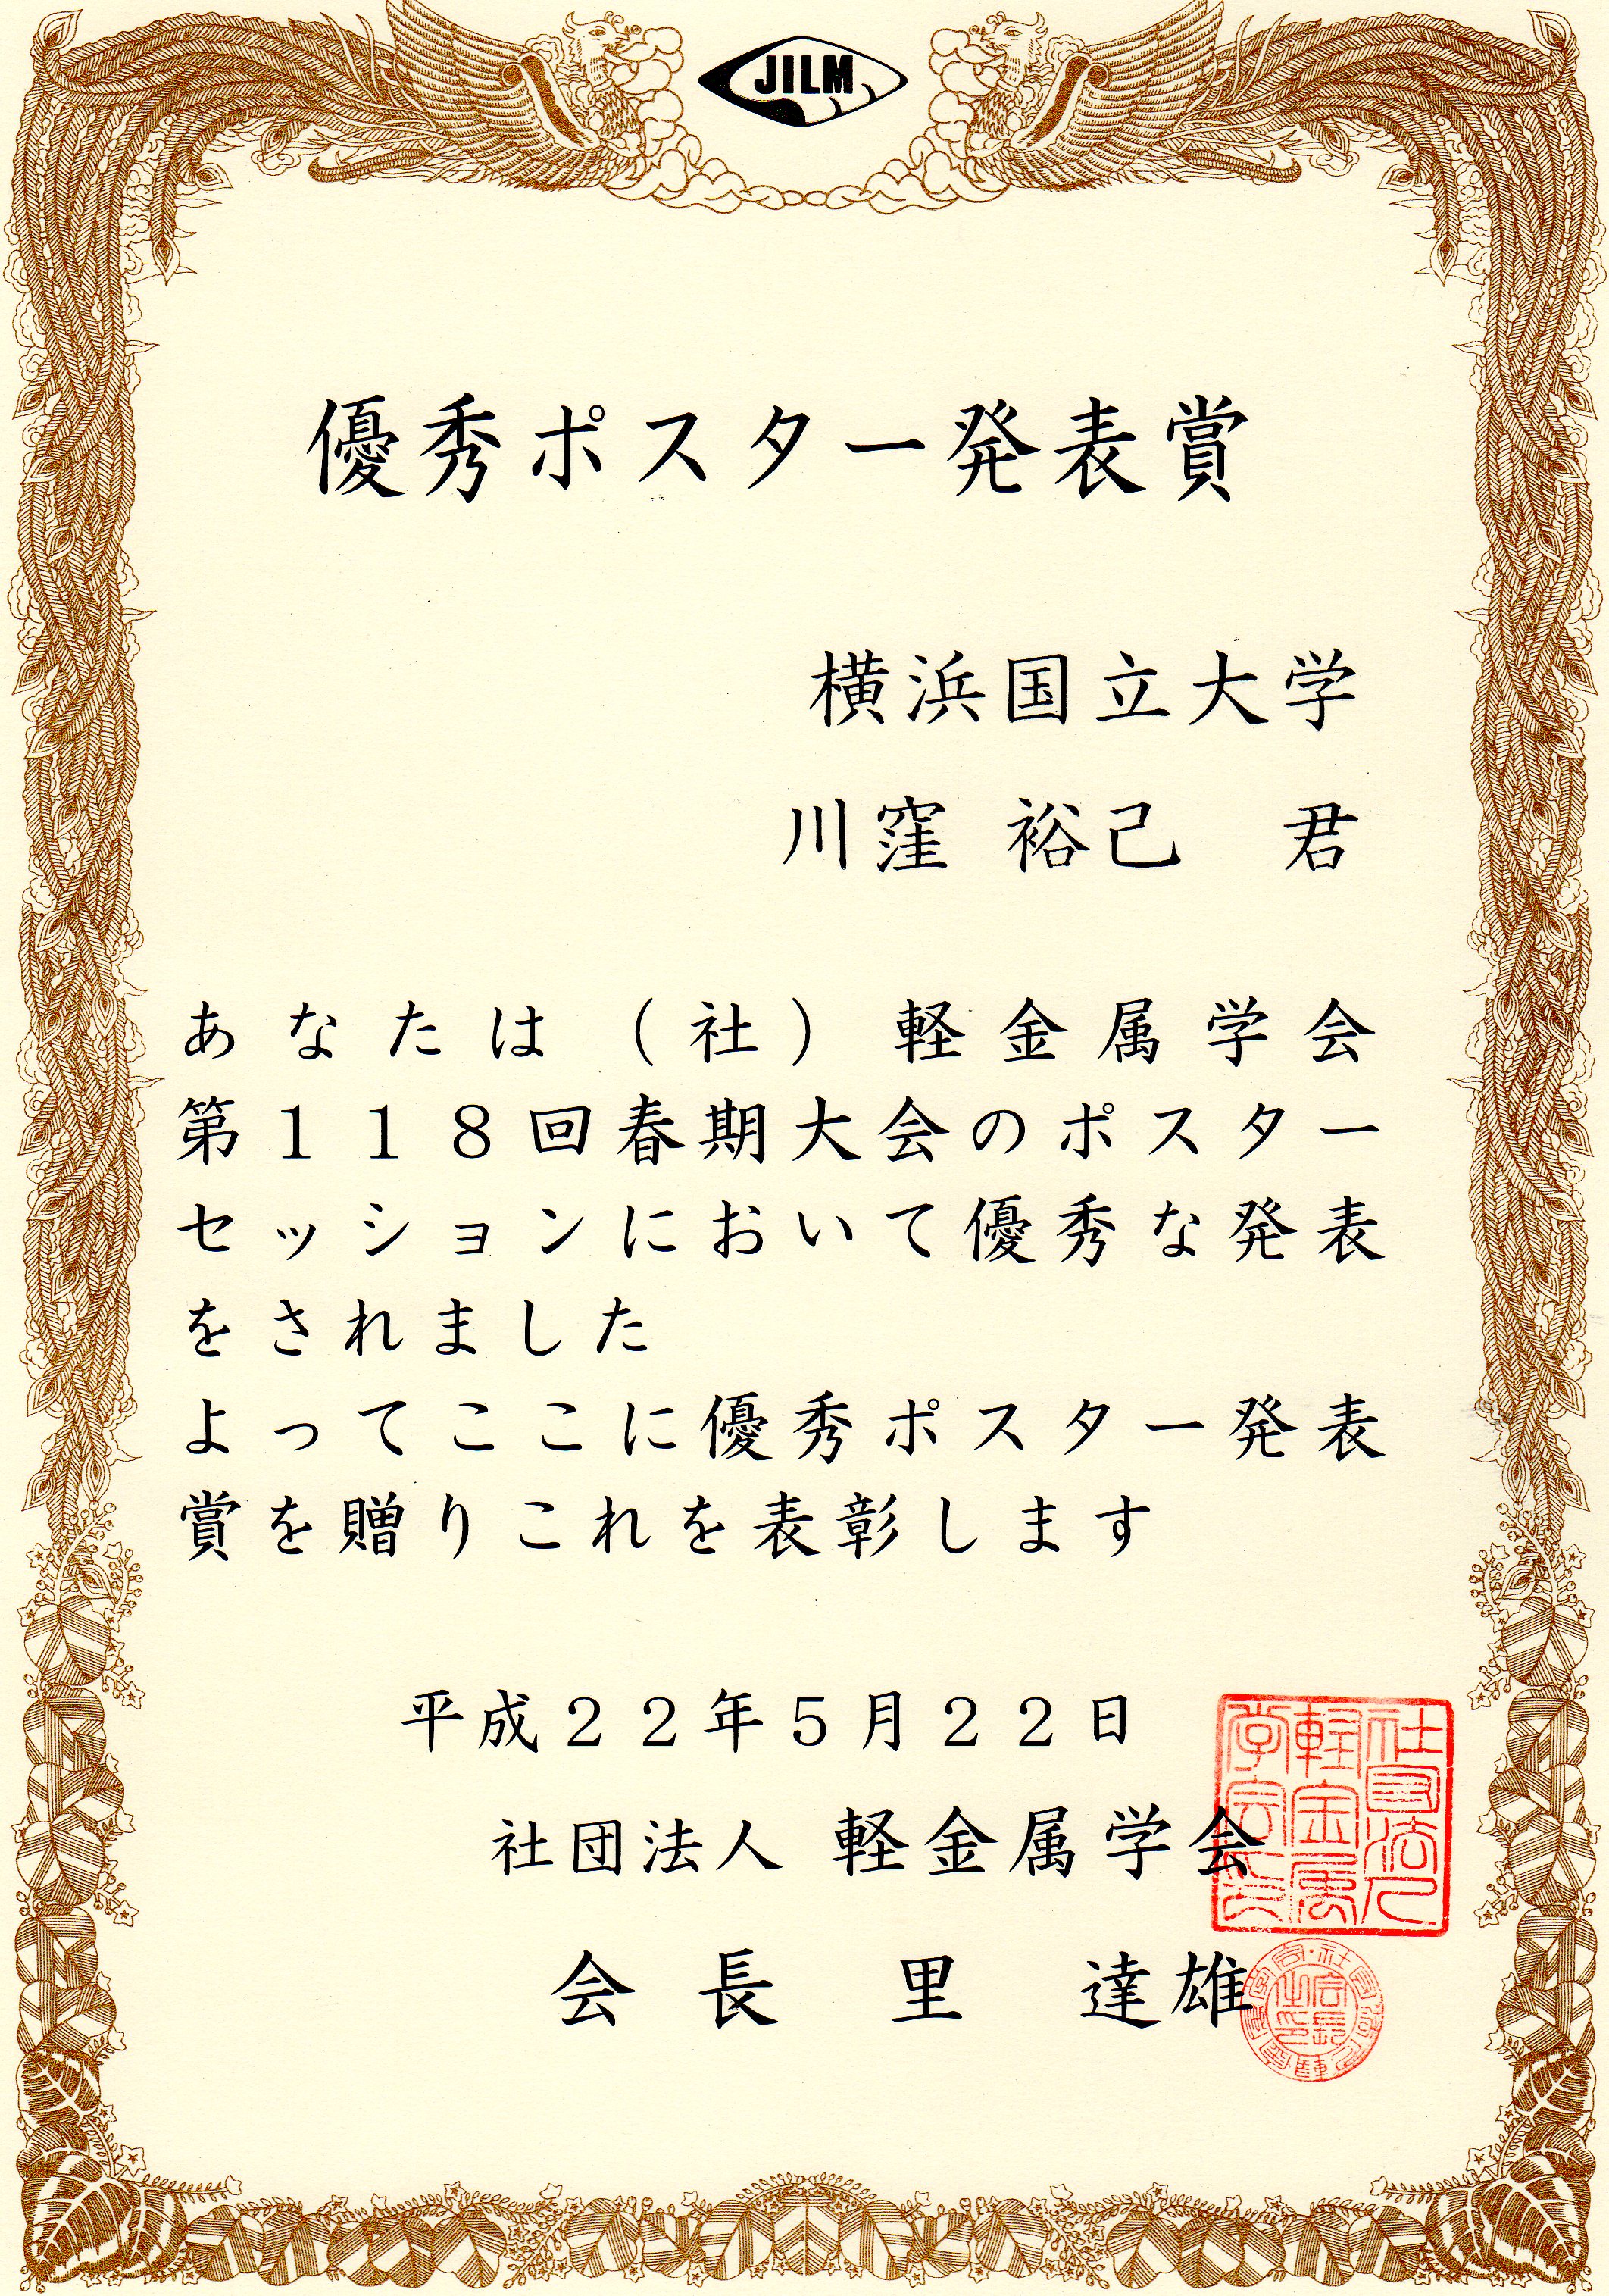 JILM
優秀ポスター発表賞
横浜国立大学
川窪 裕己 君
あなたは（社）軽金属学会
第１１８回春期大会のポスター
セッションにおいて優秀な発表
をされました
よってここに優秀ポスター発表
賞を贈りこれを表彰します
平成２２年５月２２日
社団法人 軽金属学会
会長 里 達雄
社団法人
軽金属
学会長